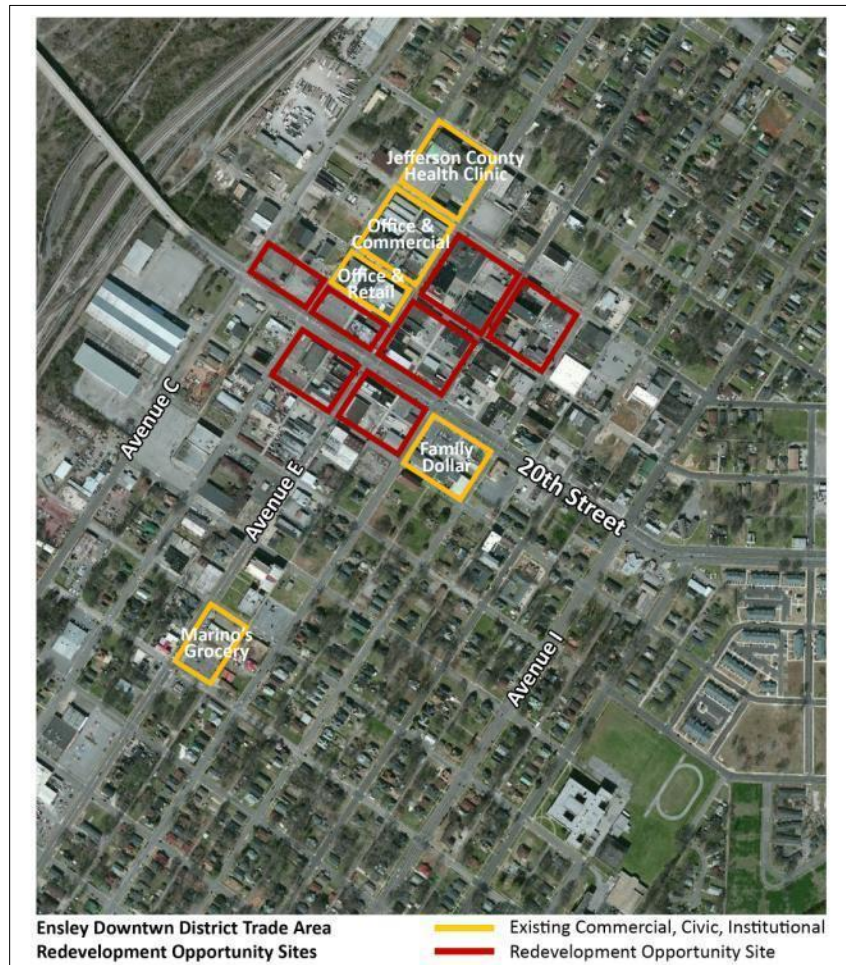 Jefferson County
Health Clinic
Office &
Commercial
Office &
Retail
Avenue C
Avenue E
Family
Dollar
20th Street
Marino's
Grocery
Avenue I
Ensley Downtwn District Trade Area
Redevelopment Opportunity Sites
Existing Commercial, Civic, Institutional
Redevelopment Opportunity Site